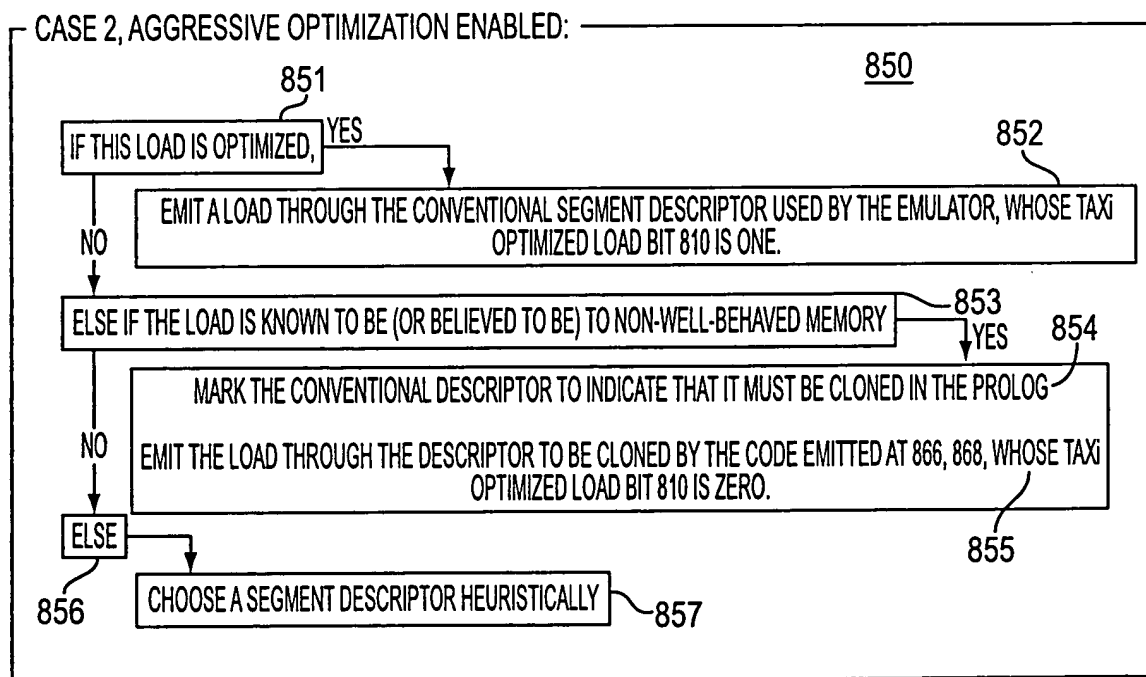 CASE 2, AGGRESSIVE OPTIMIZATION ENABLED:
850
851
IF THIS LOAD IS OPTIMIZED,
YES
852
EMIT A LOAD THROUGH THE CONVENTIONAL SEGMENT DESCRIPTOR USED BY THE EMULATOR, WHOSE TAXi
OPTIMIZED LOAD BIT 810 IS ONE.
NO
853
ELSE IF THE LOAD IS KNOWN TO BE (OR BELIEVED TO BE) TO NON-WELL-BEHAVED MEMORY
YES
854
MARK THE CONVENTIONAL DESCRIPTOR TO INDICATE THAT IT MUST BE CLONED IN THE PROLOG
NO
EMIT THE LOAD THROUGH THE DESCRIPTOR TO BE CLONED BY THE CODE EMITTED AT 866, 868, WHOSE TAXi
OPTIMIZED LOAD BIT 810 IS ZERO.
855
ELSE
856
CHOOSE A SEGMENT DESCRIPTOR HEURISTICALLY
857